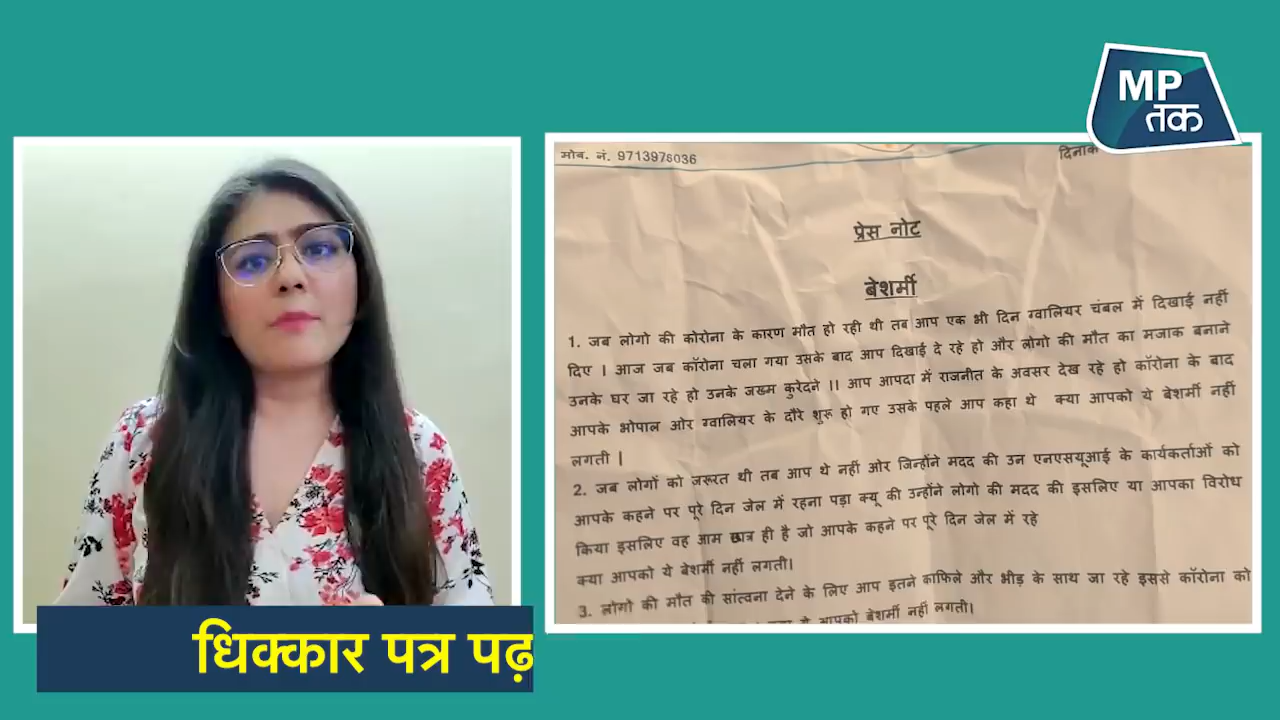 MP
तक
मोब. नं. 9713976036
प्रेस नोट
बेशर्मी
1. जब लोगो की कोरोना के कारण मौत हो रही थी तब आप एक भी दिन ग्वालियर चंबल में दिखाई नहीं
दिए । आज जब कॉरोना चला गया उसके बाद आप दिखाई दे रहे हो और लोगो की मौत का मजाक बनाने
उनके घर जा रहे हो उनके जख्म कुरेदने ।। आप आपदा में राजनीत के अवसर देख रहे हो कॉरोना के बाद
आपके भोपाल ओर ग्वालियर के दौरे शुरू हो गए उसके पहले आप कहा थे क्या आपको ये बेशर्मी नहीं
लगती |
2. जब लोगों को जरूरत थी तब आप थे नहीं ओर जिन्होंने मदद की उन एनएसयूआई के कार्यकर्ताओं को
आपके कहने पर पूरे दिन जेल में रहना पड़ा क्यू की उन्होंने लोगो की मदद की इसलिए या आपका विरोध
किया इसलिए वह आम छात्र ही है जो आपके कहने पर पूरे दिन जेल में रहे
क्या आपको ये बेशर्मी नहीं लगती।
3. लोगो की मौत की सांत्वना देने के लिए आप इतने काफिले और भीड़ के साथ जा रहे इससे कॉरोना को
आपको बेशर्मी नहीं लगती।
धिक्कार पत्र पढ़